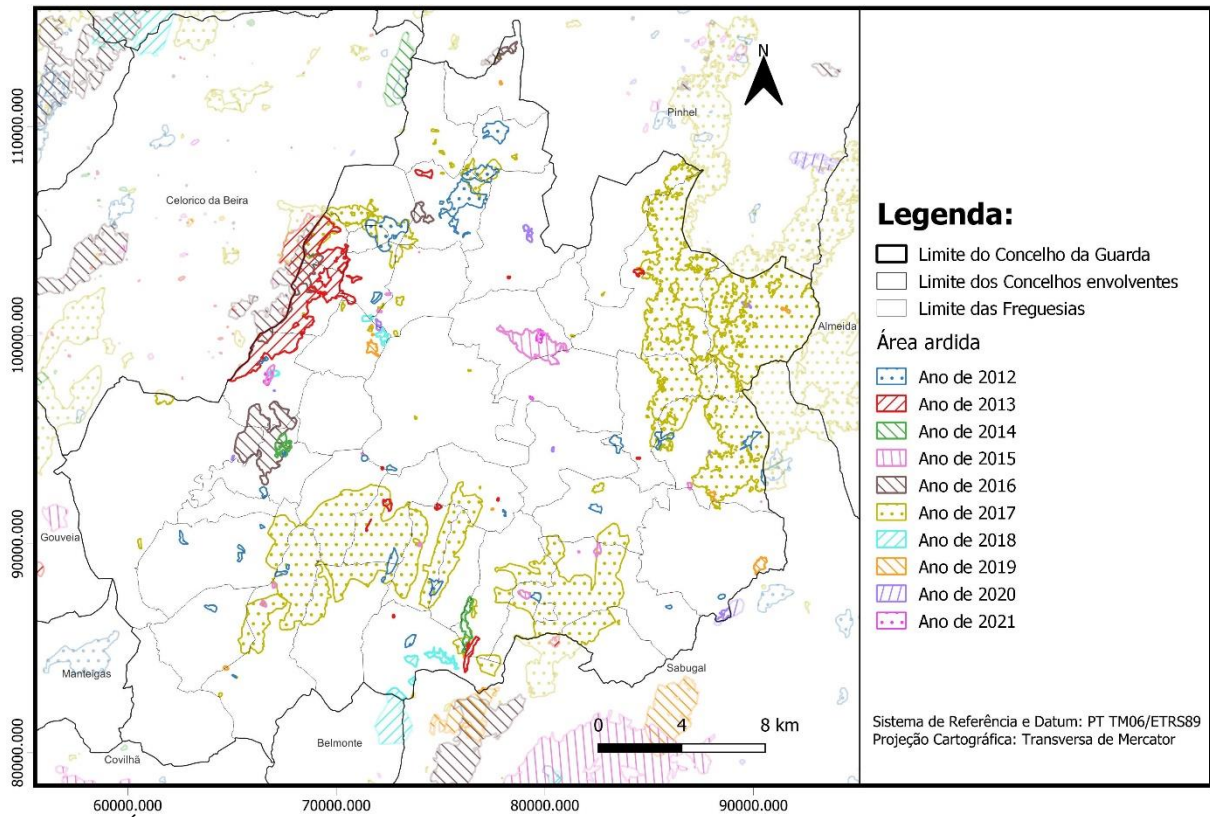 N
Pinhel
Celorico da Beira
Almeida
Gouveia
Manteigas
Sabugal
Belmonte
Covilhã
0 4 8 km
110000.000
100000.000
90000.000
80000.000
60000.000 70000.000 80000.000 90000.000
Legenda:
Limite do Concelho da Guarda
Limite dos Concelhos envolventes
Limite das Freguesias
Área ardida
Ano de 2012
Ano de 2013
Ano de 2014
Ano de 2015
Ano de 2016
Ano de 2017
Ano de 2018
Ano de 2019
Ano de 2020
Ano de 2021
Sistema de Referência e Datum: PT TM06/ETRS89
Projeção Cartográfica: Transversa de Mercator